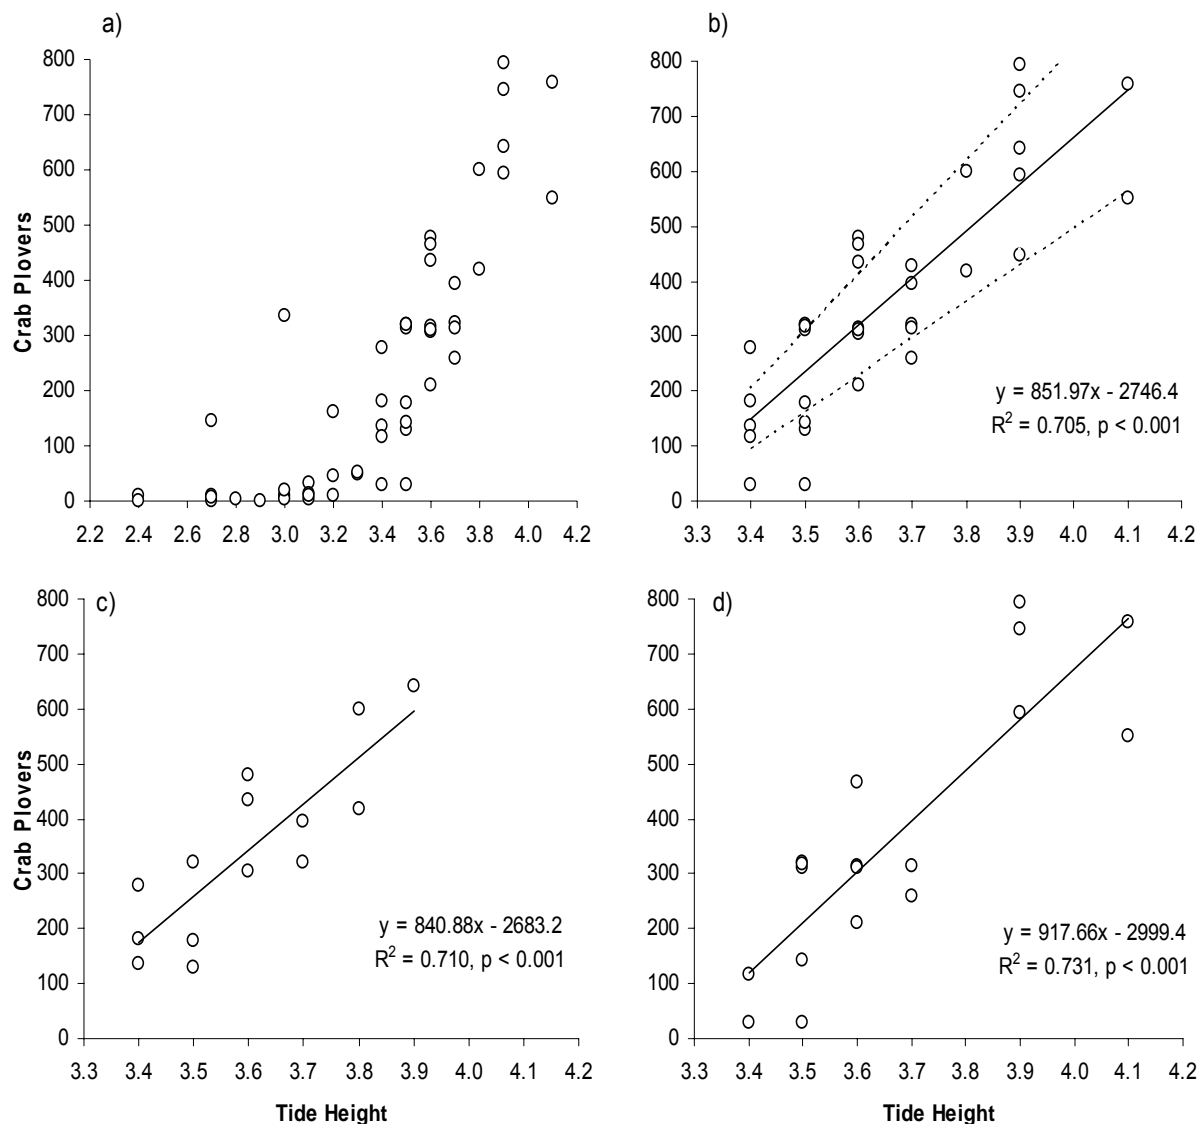 a)
800
700
600
500
400
300
200
100
0
2.2 2.4 2.6 2.8 3.0 3.2 3.4 3.6 3.8 4.0 4.2
Crab Plovers
b)
800
700
600
500
400
300
200
100
0
y = 851.97x - 2746.4
R² = 0.705, p < 0.001
3.3 3.4 3.5 3.6 3.7 3.8 3.9 4.0 4.1 4.2
c)
800
700
600
500
400
300
200
100
0
Crab Plovers
y = 840.88x - 2683.2
R² = 0.710, p < 0.001
3.3 3.4 3.5 3.6 3.7 3.8 3.9 4.0 4.1 4.2
Tide Height
d)
800
700
600
500
400
300
200
100
0
y = 917.66x - 2999.4
R² = 0.731, p < 0.001
3.3 3.4 3.5 3.6 3.7 3.8 3.9 4.0 4.1 4.2
Tide Height